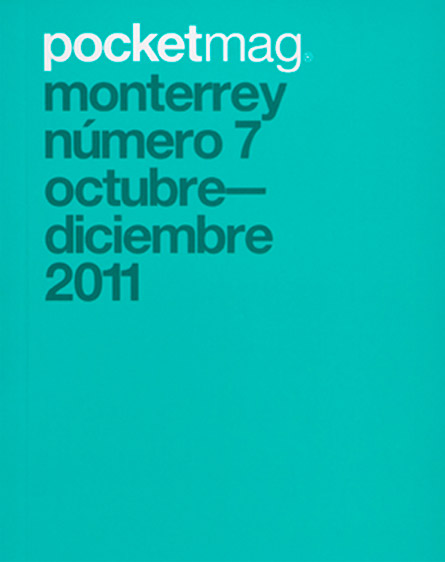 pocketmag®
monterrey
número 7
octubre—
diciembre
2011